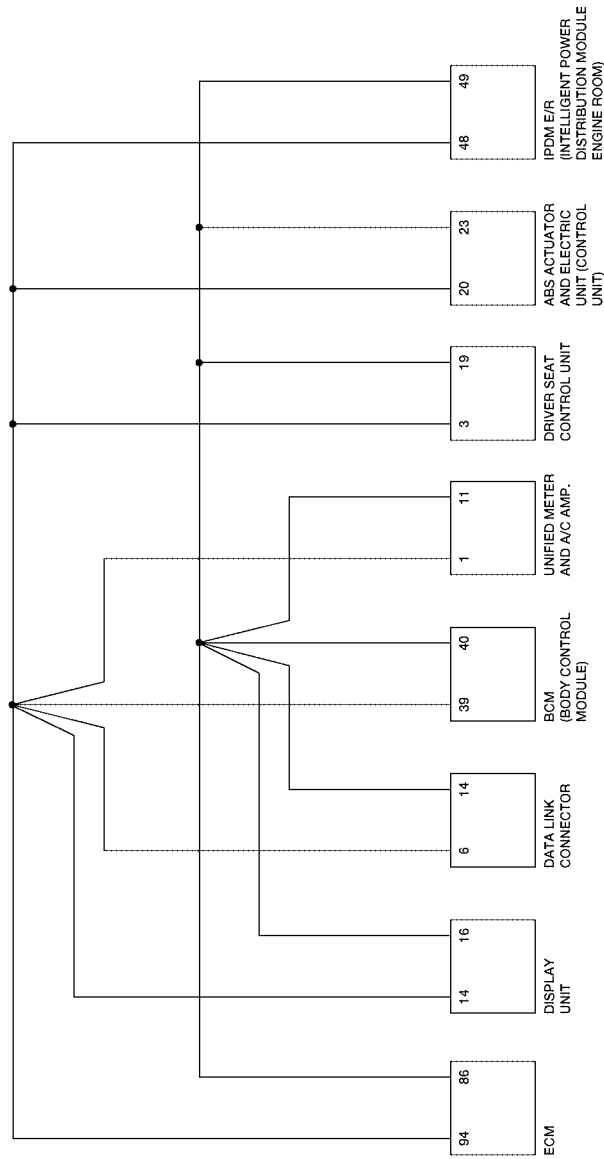 94
86
ECM
14
16
DISPLAY
UNIT
6
14
DATA LINK
CONNECTOR
39
40
BCM
(BODY CONTROL
MODULE)
1
11
UNIFIED METER
AND A/C AMP.
3
19
DRIVER SEAT
CONTROL UNIT
20
23
ABS ACTUATOR
AND ELECTRIC
UNIT (CONTROL
UNIT)
48
49
IPDM E/R
(INTELLIGENT POWER
DISTRIBUTION MODULE
ENGINE ROOM)